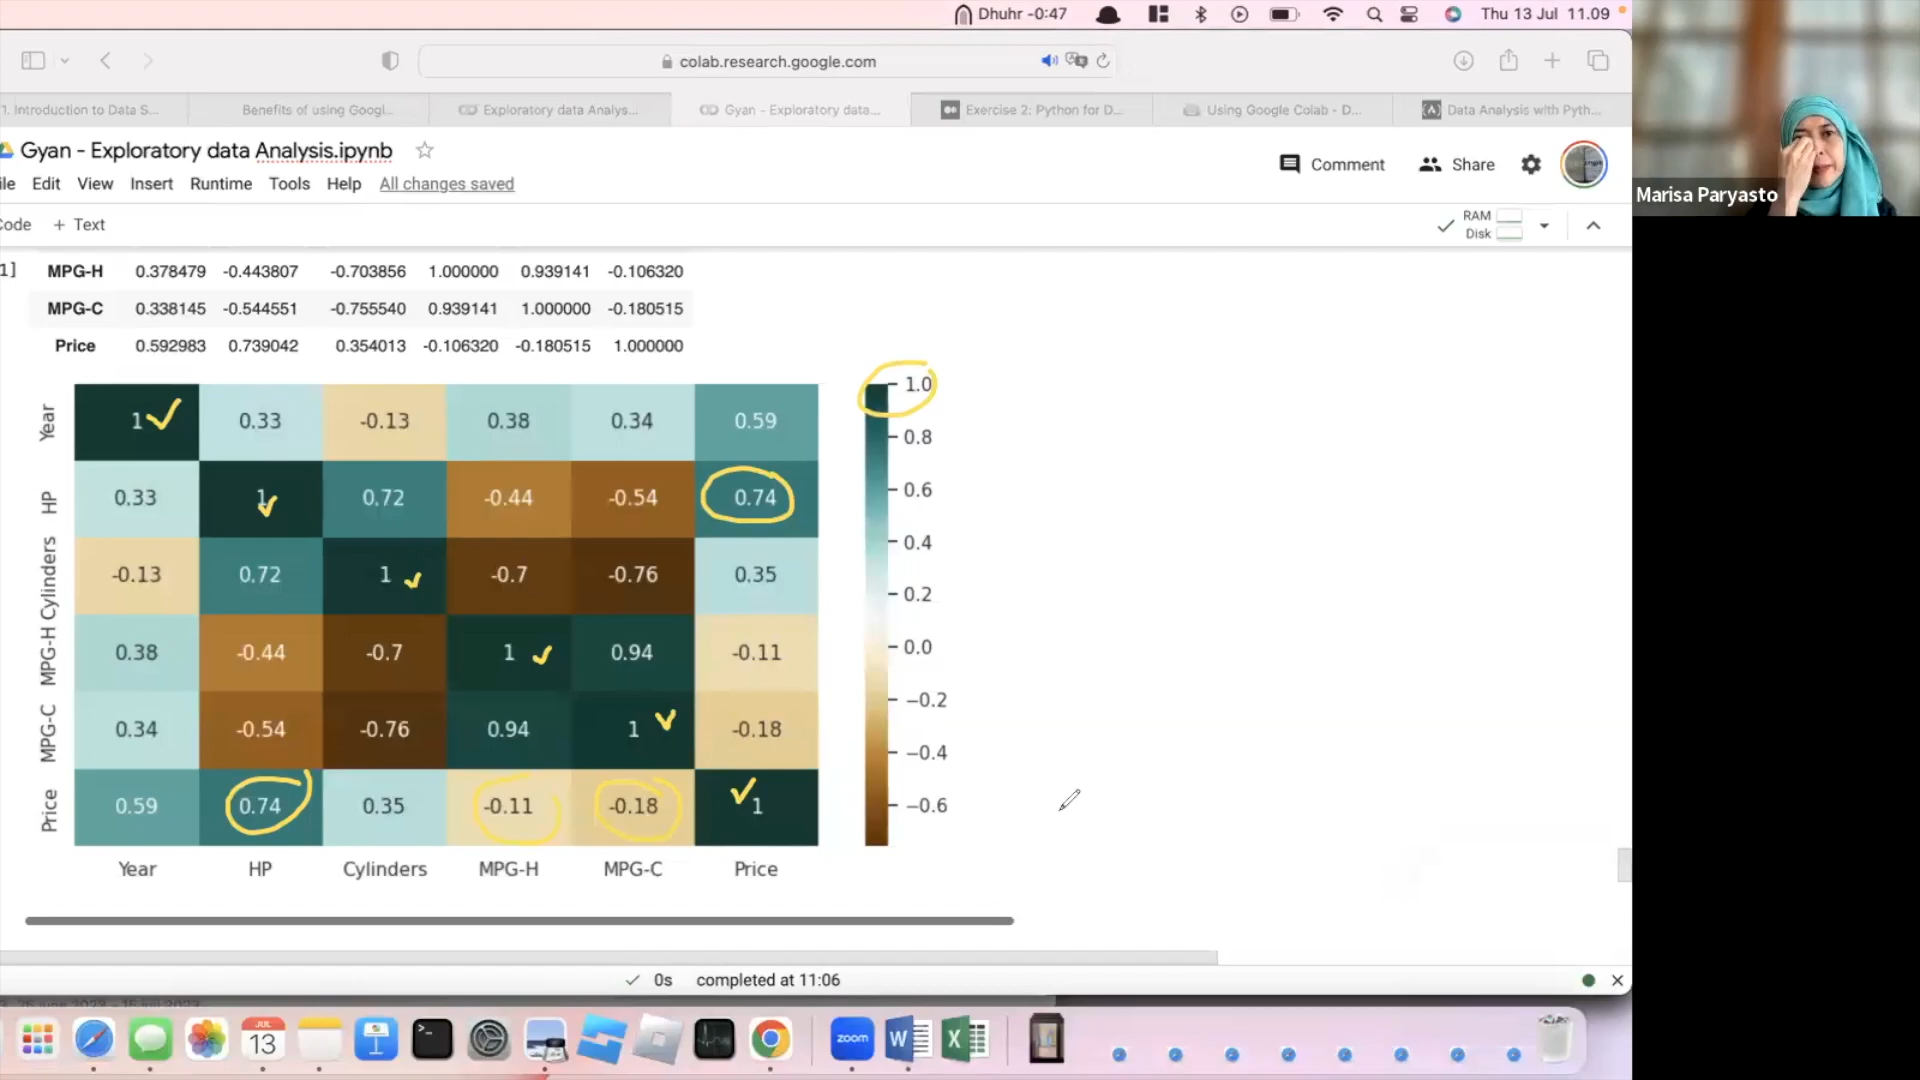 Dhuhr -0:47 Thu 13 Jul 11.09
colab.research.google.com
1. Introduction to Data S... Benefits of using Googl... Exploratory data Analys... Gyan - Exploratory data... Exercise 2: Python for D... Using Google Colab - D... Data Analysis with Pyth...
Gyan - Exploratory data Analysis.ipynb
Comment Share
ile Edit View Insert Runtime Tools Help All changes saved
Marisa Paryasto
Code + Text
RAM
Disk
1] MPG-H 0.378479 -0.443807 -0.703856 1.000000 0.939141 -0.106320
MPG-C 0.338145 -0.544551 -0.755540 0.939141 1.000000 -0.180515
Price 0.592983 0.739042 0.354013 -0.106320 -0.180515 1.000000
Year 1 0.33 -0.13 0.38 0.34 0.59
HP 0.33 1 0.72 -0.44 -0.54 0.74
Cylinders -0.13 0.72 1 -0.7 -0.76 0.35
MPG-H 0.38 -0.44 -0.7 1 0.94 -0.11
MPG-C 0.34 -0.54 -0.76 0.94 1 -0.18
Price 0.59 0.74 0.35 -0.11 -0.18 1
Year HP Cylinders MPG-H MPG-C Price
1.0
0.8
0.6
0.4
0.2
0.0
−0.2
−0.4
−0.6
0s completed at 11:06
JUL
13
zoom
W
X